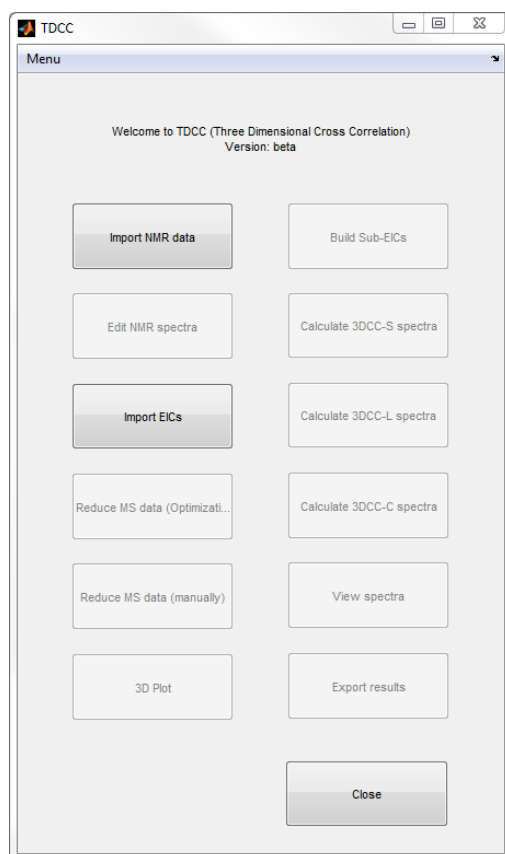 TDCC
Menu
Welcome to TDCC (Three Dimensional Cross Correlation)
Version: beta
Import NMR data
Build Sub-EICs
Edit NMR spectra
Calculate 3DCC-S spectra
Import EICs
Calculate 3DCC-L spectra
Reduce MS data (Optimizati...
Calculate 3DCC-C spectra
Reduce MS data (manually)
View spectra
3D Plot
Export results
Close